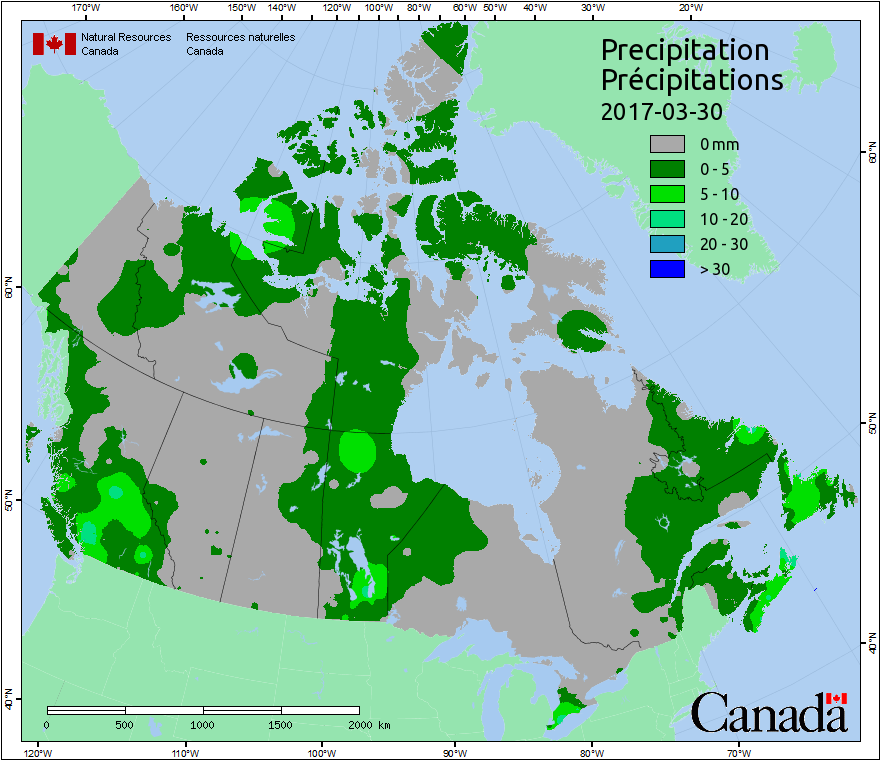 170°W 160°W 150°W 140°W 120°W 100°W 80°W 60°W 50°W 40°W 30°W 20°W
Natural Resources Ressources naturelles
Canada Canada
Precipitation
Précipitations
2017-03-30
0 mm
0 - 5
5 - 10
10 - 20
20 - 30
> 30
60°N
60°N
50°N
50°N
40°N
40°N
0 500 1000 1500 2000 km
Canada
120°W 110°W 100°W 90°W 80°W 70°W